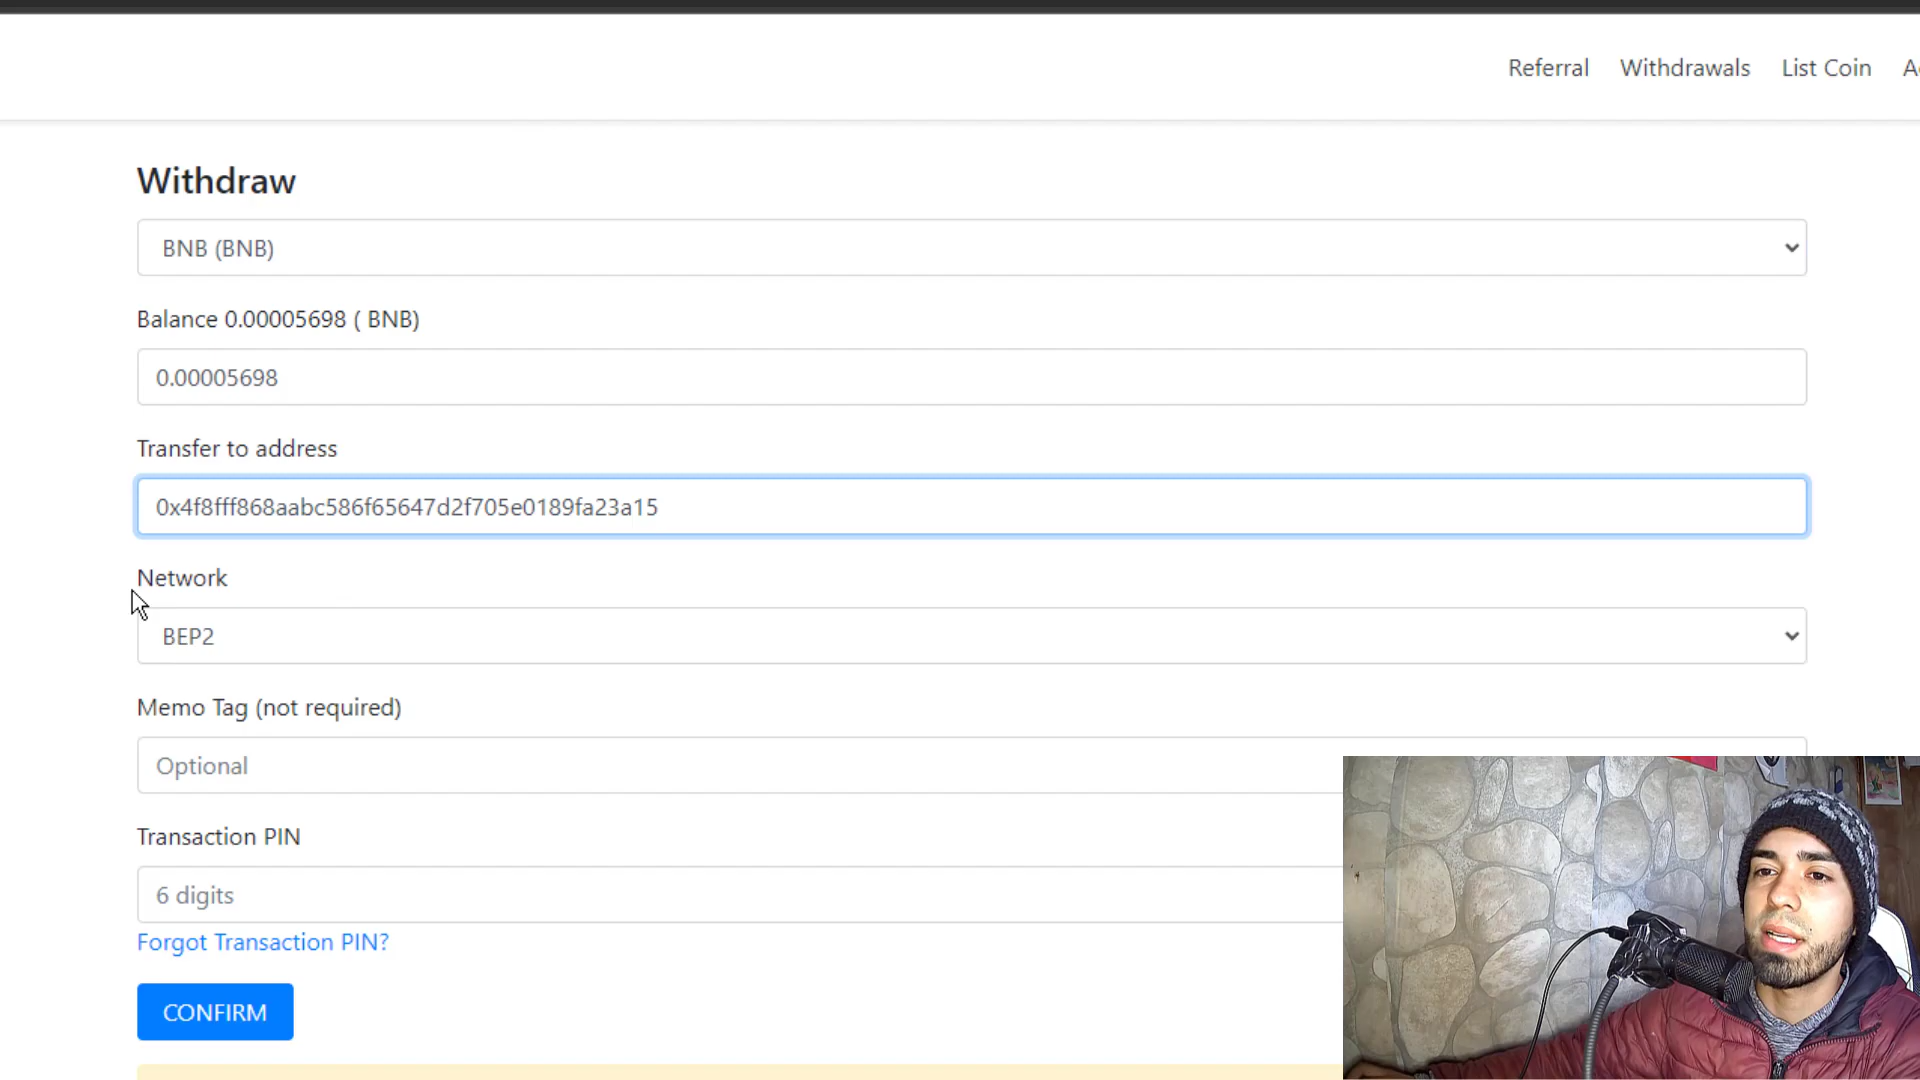 Referral Withdrawals List Coin
Withdraw
BNB (BNB)
Balance 0.00005698 ( BNB)
0.00005698
Transfer to address
0x4f8fff868aabc586f65647d2f705e0189fa23a15
Network
BEP2
Memo Tag (not required)
Optional
Transaction PIN
6 digits
Forgot Transaction PIN?
CONFIRM